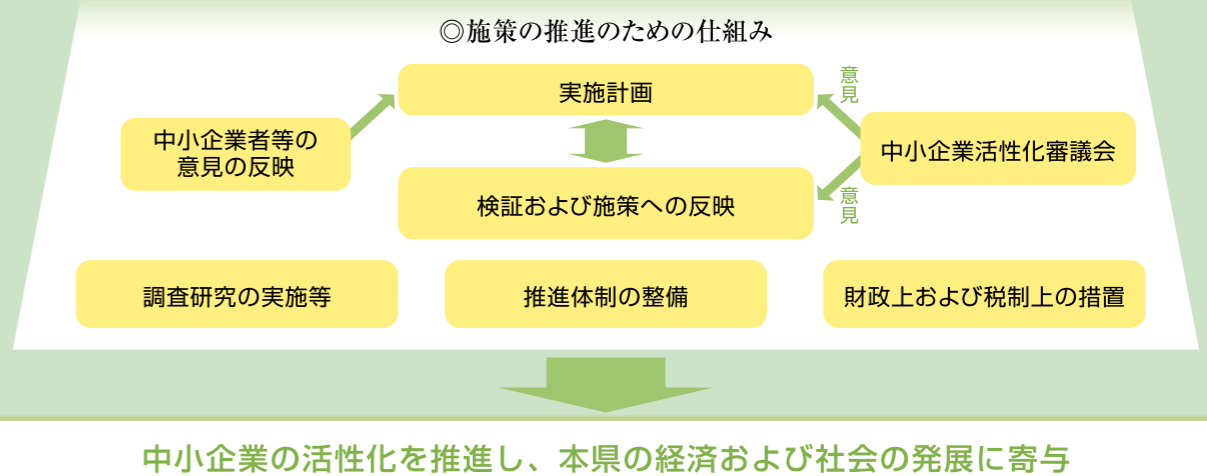 ◎施策の推進のための仕組み
実施計画
意見
中小企業者等の
意見の反映
中小企業活性化審議会
検証および施策への反映
意見
調査研究の実施等
推進体制の整備
財政上および税制上の措置
中小企業の活性化を推進し、本県の経済および社会の発展に寄与